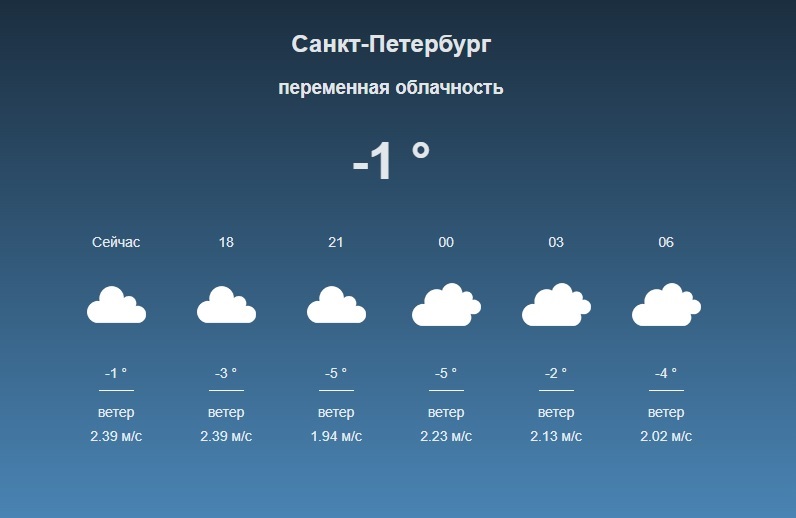 Санкт-Петербург
переменная облачность
-1 °
Сейчас 18 21 00 03 06
-1 ° -3 ° -5 ° -5 ° -2 ° -4 °
ветер ветер ветер ветер ветер ветер
2.39 м/с 2.39 м/с 1.94 м/с 2.23 м/с 2.13 м/с 2.02 м/с